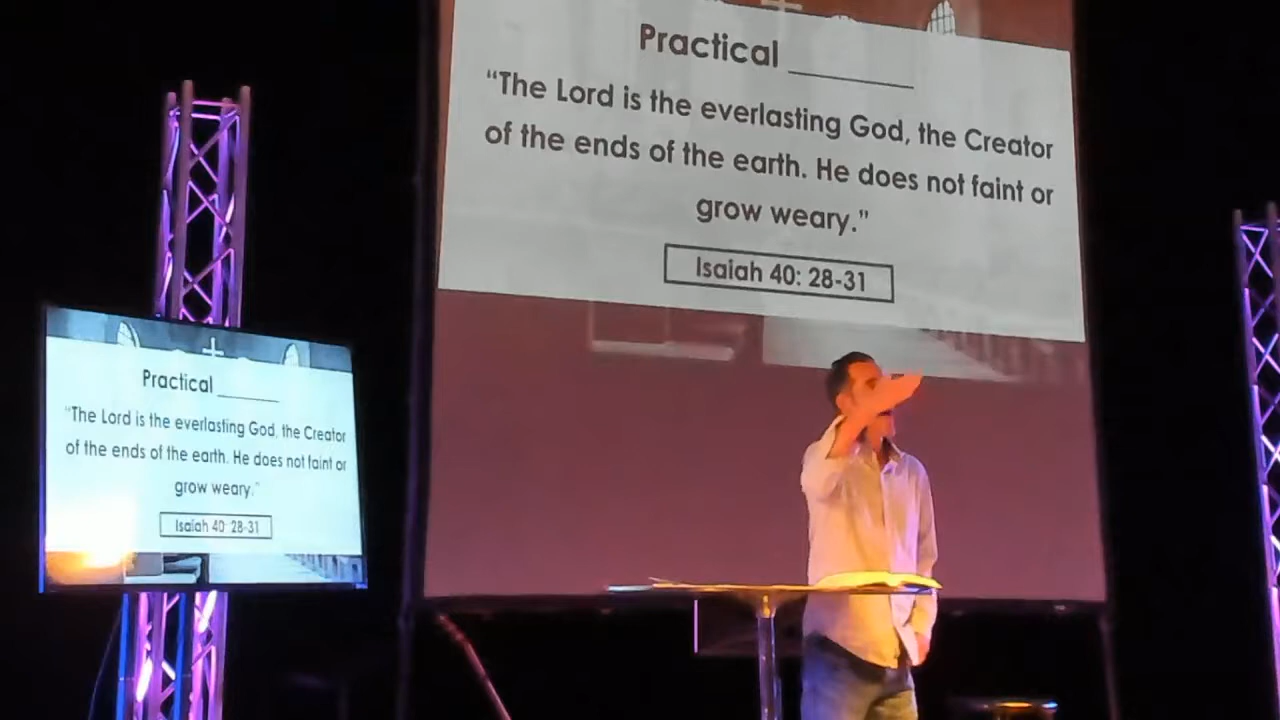 Practical ________
“The Lord is the everlasting God, the Creator
of the ends of the earth. He does not faint or
grow weary.”
Isaiah 40: 28-31
Practical ________
“The Lord is the everlasting God, the Creator
of the ends of the earth. He does not faint or
grow weary.”
Isaiah 40: 28-31